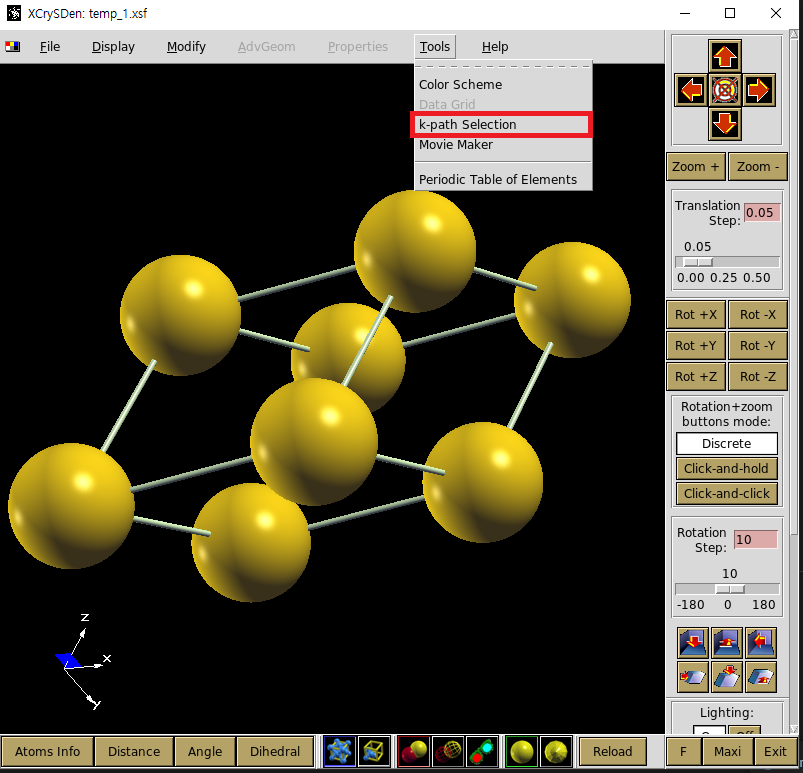 XCrySDen: temp_1.xsf
File Display Modify AdvGeom Properties Tools Help
Color Scheme
Data Grid
k-path Selection
Movie Maker
Periodic Table of Elements
Zoom + Zoom -
Translation
Step: 0.05
0.05
0.00 0.25 0.50
Rot +X Rot -X
Rot +Y Rot -Y
Rot +Z Rot -Z
Rotation+zoom
buttons mode:
Discrete
Click-and-hold
Click-and-click
Rotation
Step: 10
10
-180 0 180
Lighting:
z
x
y
Atoms Info Distance Angle Dihedral Reload F Maxi Exit